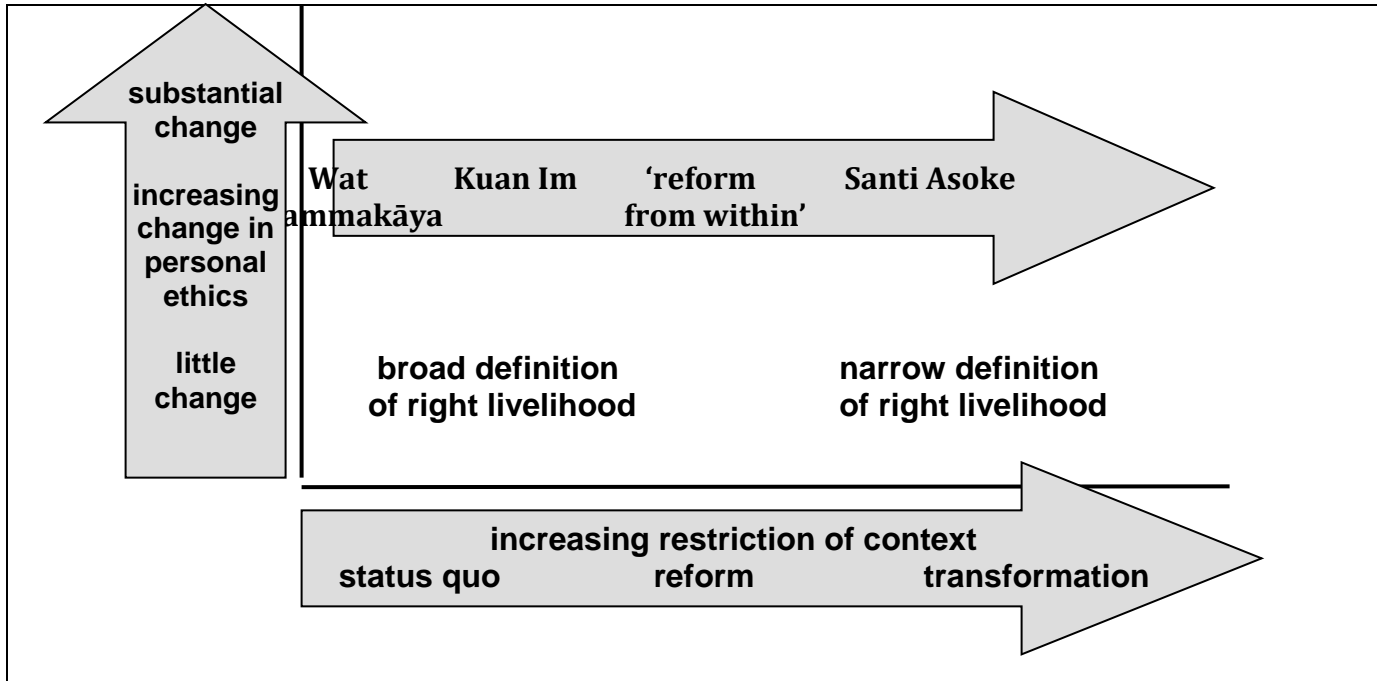 substantial
change
increasing
change in
personal
ethics
little
change
Wat
ammakāya
Kuan Im
‘reform
from within’
Santi Asoke
broad definition
of right livelihood
narrow definition
of right livelihood
increasing restriction of context
status quo reform transformation